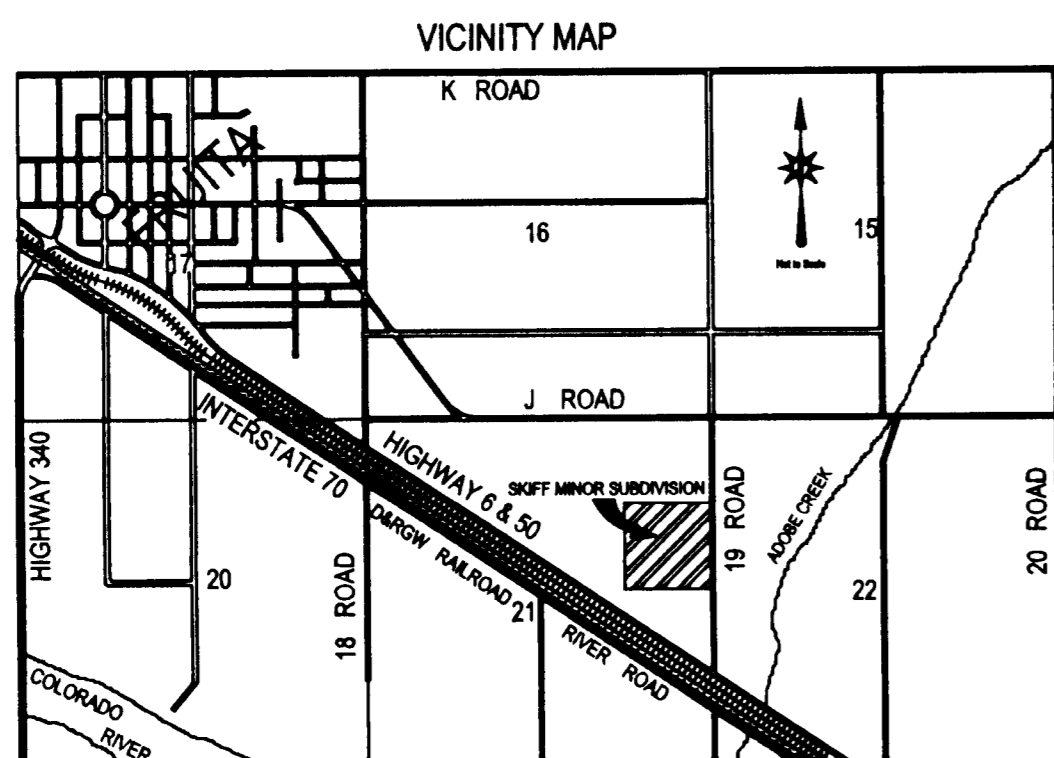 VICINITY MAP
K ROAD
FRUITA
16
15
17
Not to Scale
J ROAD
INTERSTATE 70
HIGHWAY 6 & 50
HIGHWAY 340
SKIFF MINOR SUBDIVISION
19 ROAD
ADOBE CREEK
20 ROAD
D&RGW RAILROAD
20
18 ROAD
21
22
RIVER ROAD
COLORADO
RIVER